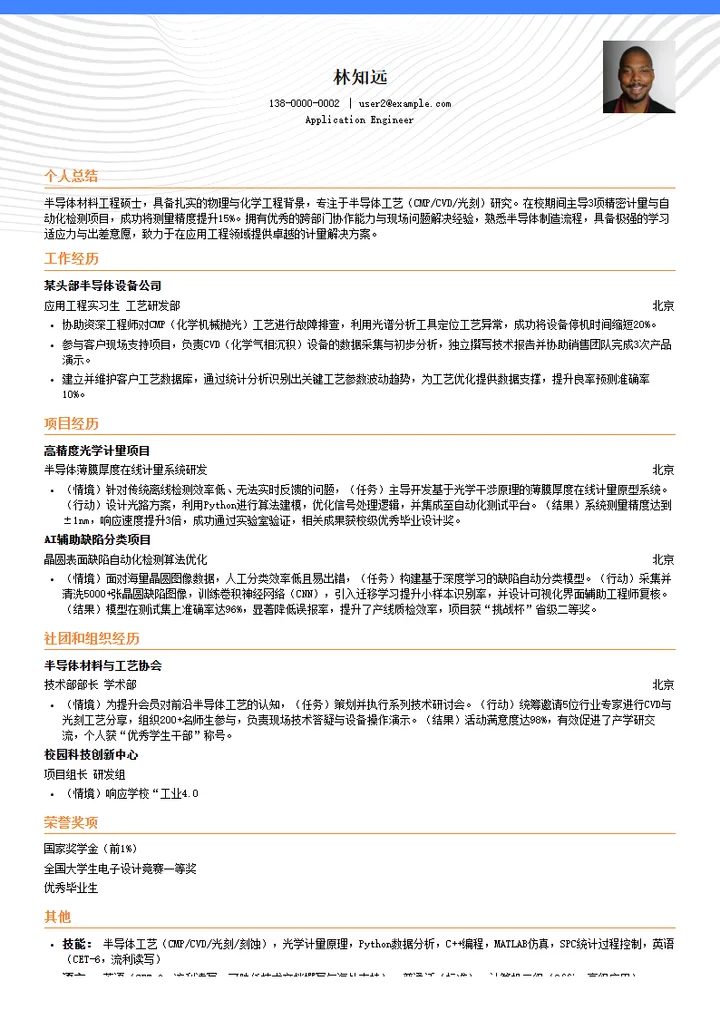 林知远
138-0000-0002 | user2@example.com
Application Engineer
个人总结
半导体材料工程硕士，具备扎实的物理与化学工程背景，专注于半导体工艺（CMP/CVD/光刻）研究。在校期间主导3项精密计量与自
动化检测项目，成功将测量精度提升15%。拥有优秀的跨部门协作能力与现场问题解决经验，熟悉半导体制造流程，具备极强的学习
适应力与出差意愿，致力于在应用工程领域提供卓越的计量解决方案。
工作经历
某头部半导体设备公司
应用工程实习生 工艺研发部 北京
• 协助资深工程师对CMP（化学机械抛光）工艺进行故障排查，利用光谱分析工具定位工艺异常，成功将设备停机时间缩短20%。
• 参与客户现场支持项目，负责CVD（化学气相沉积）设备的数据采集与初步分析，独立撰写技术报告并协助销售团队完成3次产品
演示。
• 建立并维护客户工艺数据库，通过统计分析识别出关键工艺参数波动趋势，为工艺优化提供数据支撑，提升良率预测准确率
10%。
项目经历
高精度光学计量项目
半导体薄膜厚度在线计量系统研发 北京
• （情境）针对传统离线检测效率低、无法实时反馈的问题，（任务）主导开发基于光学干涉原理的薄膜厚度在线计量原型系统。
（行动）设计光路方案，利用Python进行算法建模，优化信号处理逻辑，并集成至自动化测试平台。（结果）系统测量精度达到
±1nm，响应速度提升3倍，成功通过实验室验证，相关成果获校级优秀毕业设计奖。
AI辅助缺陷分类项目
晶圆表面缺陷自动化检测算法优化 北京
• （情境）面对海量晶圆图像数据，人工分类效率低且易出错，（任务）构建基于深度学习的缺陷自动分类模型。（行动）采集并
清洗5000+张晶圆缺陷图像，训练卷积神经网络（CNN），引入迁移学习提升小样本识别率，并设计可视化界面辅助工程师复核。
（结果）模型在测试集上准确率达96%，显著降低误报率，提升了产线质检效率，项目获“挑战杯”省级二等奖。
社团和组织经历
半导体材料与工艺协会
技术部部长 学术部 北京
• （情境）为提升会员对前沿半导体工艺的认知，（任务）策划并执行系列技术研讨会。（行动）统筹邀请5位行业专家进行CVD与
光刻工艺分享，组织200+名师生参与，负责现场技术答疑与设备操作演示。（结果）活动满意度达98%，有效促进了产学研交
流，个人获“优秀学生干部”称号。
校园科技创新中心
项目组长 研发组
• （情境）响应学校“工业4.0
荣誉奖项
国家奖学金（前1%）
全国大学生电子设计竞赛一等奖
优秀毕业生
其他
• 技能： 半导体工艺（CMP/CVD/光刻/刻蚀），光学计量原理，Python数据分析，C++编程，MATLAB仿真，SPC统计过程控制，英语
（CET-6，流利读写）